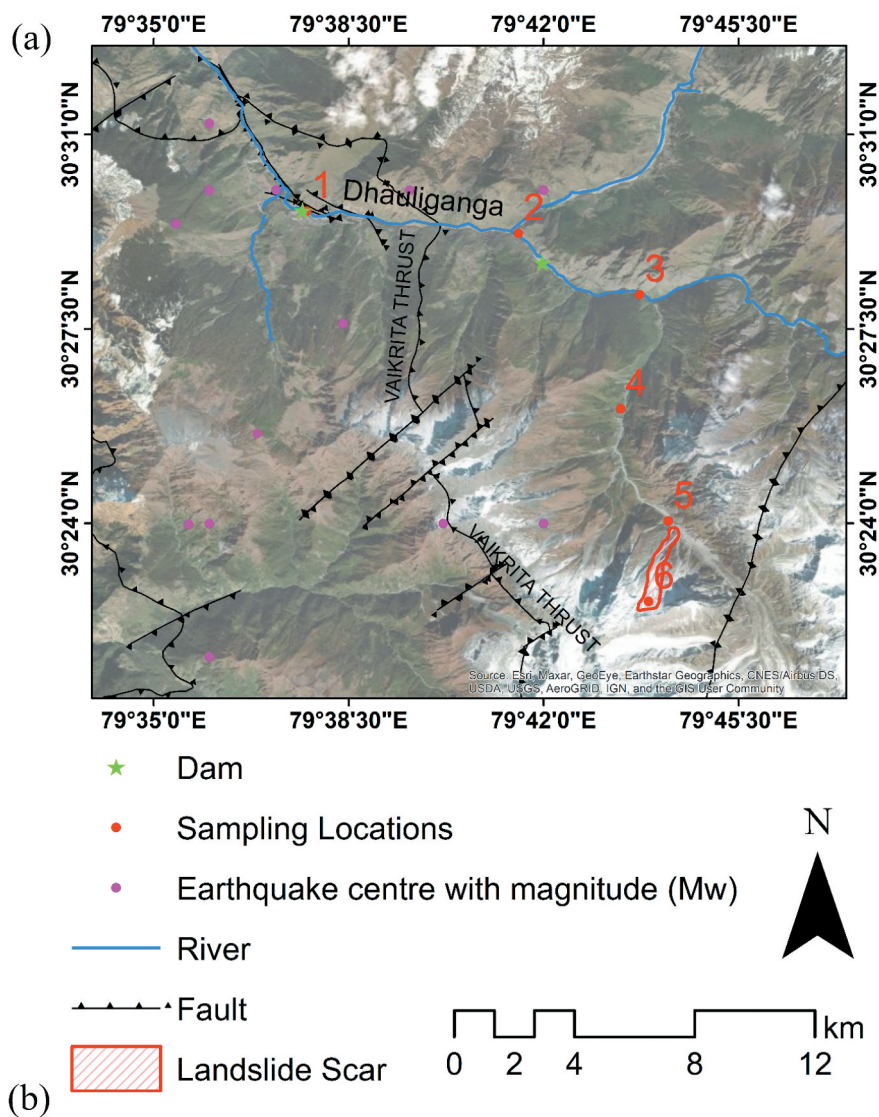 (a)
79°35'0"E 79°38'30"E 79°42'0"E 79°45'30"E
30°31'0"N 30°31'0"N
1
Dhauliganga
2
3
VAIKRITA THRUST
30°27'30"N 30°27'30"N
4
5
30°24'0"N 30°24'0"N
6
VAIKRITA THRUST
Source: Esri, Maxar, GeoEye, Earthstar Geographics, CNES/Airbus DS,
USDA, USGS, AeroGRID, IGN, and the GIS User Community
79°35'0"E 79°38'30"E 79°42'0"E 79°45'30"E
Dam
Sampling Locations
Earthquake centre with magnitude (Mw)
River
Fault
Landslide Scar
N
km
0 2 4 8 12
(b)